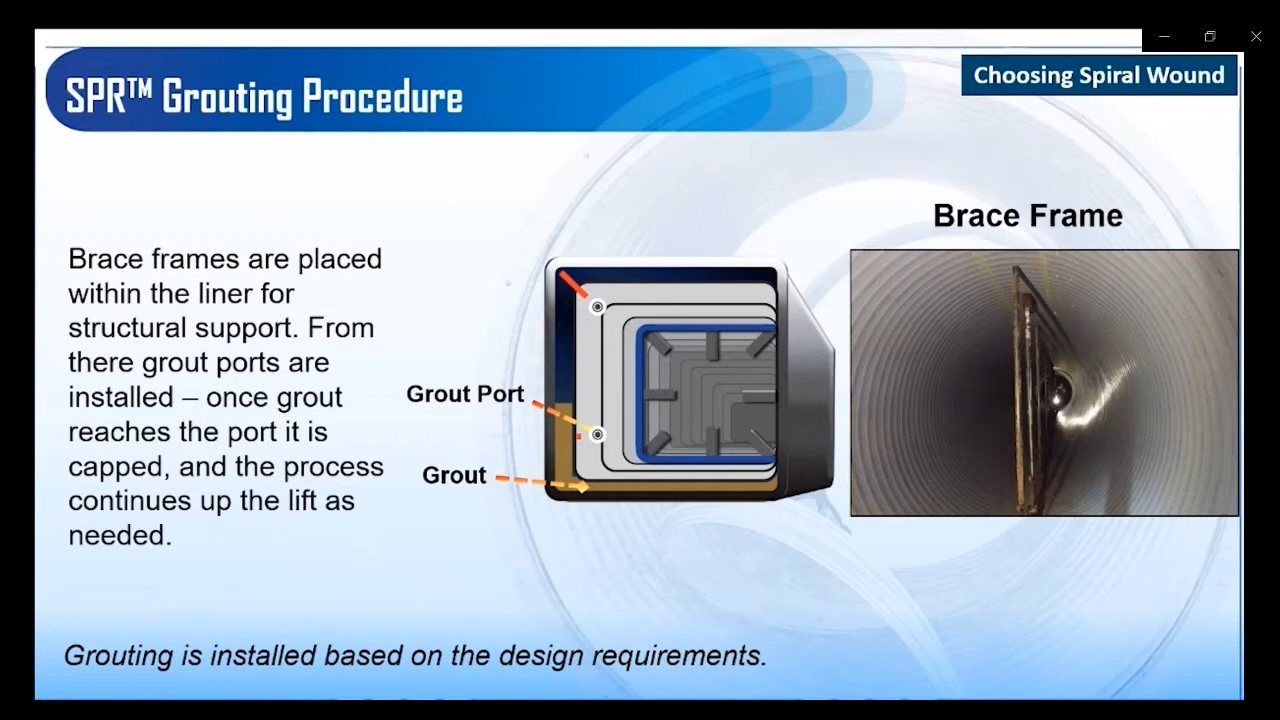 SPR™ Grouting Procedure
Choosing Spiral Wound
Brace Frame
Brace frames are placed
within the liner for
structural support. From
there grout ports are
installed – once grout
reaches the port it is
capped, and the process
continues up the lift as
needed.
Grout Port
Grout
Grouting is installed based on the design requirements.